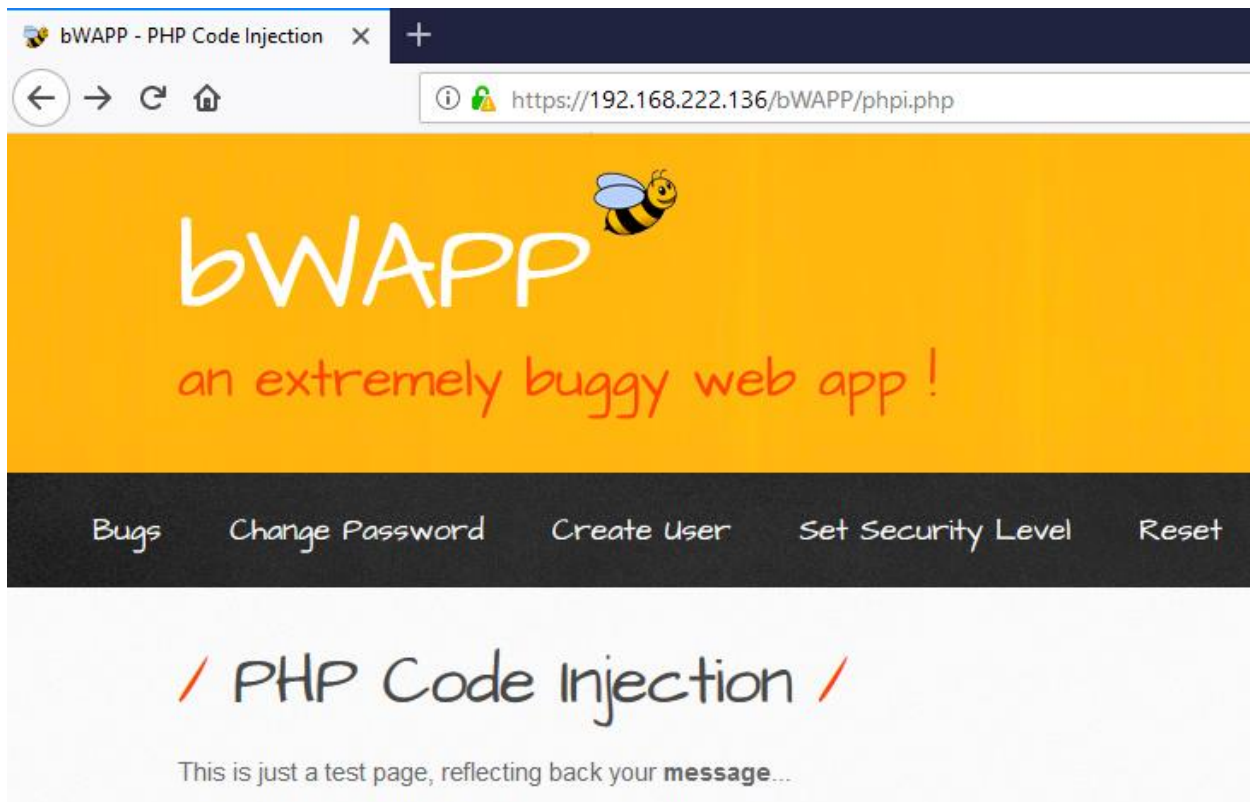 bWAPP - PHP Code Injection
https://192.168.222.136/bWAPP/phpi.php
bWAPP
an extremely buggy web app !
Bugs Change Password Create User Set Security Level Reset
/ PHP Code Injection /
This is just a test page, reflecting back your message...